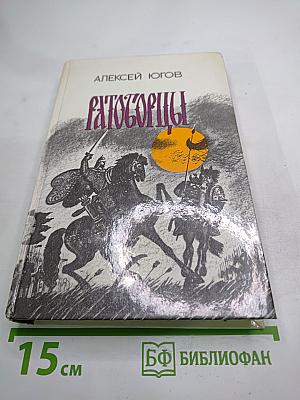 АЛЕКСЕЙ ЮГОВ
РАТОБОРЦЫ
15 см
БФ БИБЛИОФАН